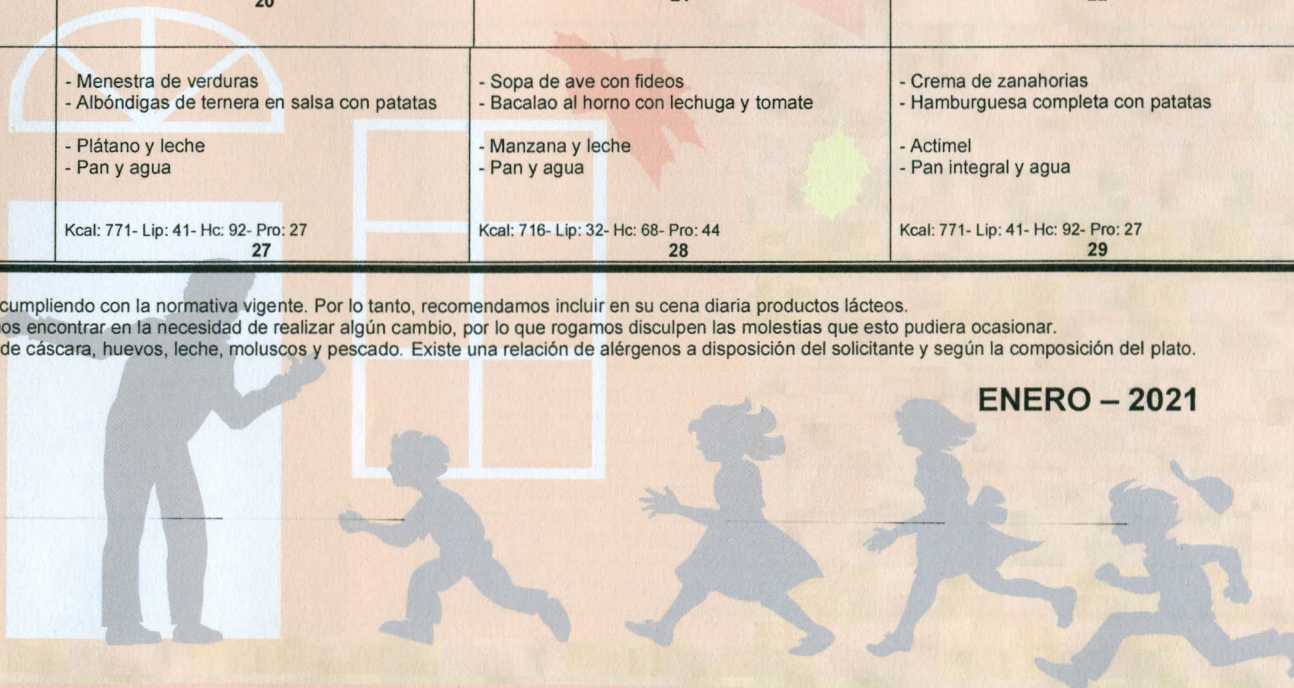 20
- Menestra de verduras
- Albóndigas de ternera en salsa con patatas
- Plátano y leche
- Pan y agua
Kcal: 771- Lip: 41- Hc: 92- Pro: 27
27
- Sopa de ave con fideos
- Bacalao al horno con lechuga y tomate
- Manzana y leche
- Pan y agua
Kcal: 716- Lip: 32- Hc: 68- Pro: 44
28
- Crema de zanahorias
- Hamburguesa completa con patatas
- Actimel
- Pan integral y agua
Kcal: 771- Lip: 41- Hc: 92- Pro: 27
29
cumpliendo con la normativa vigente. Por lo tanto, recomendamos incluir en su cena diaria productos lácteos.
os encontrar en la necesidad de realizar algún cambio, por lo que rogamos disculpen las molestias que esto pudiera ocasionar.
de cáscara, huevos, leche, moluscos y pescado. Existe una relación de alérgenos a disposición del solicitante y según la composición del plato.
ENERO – 2021